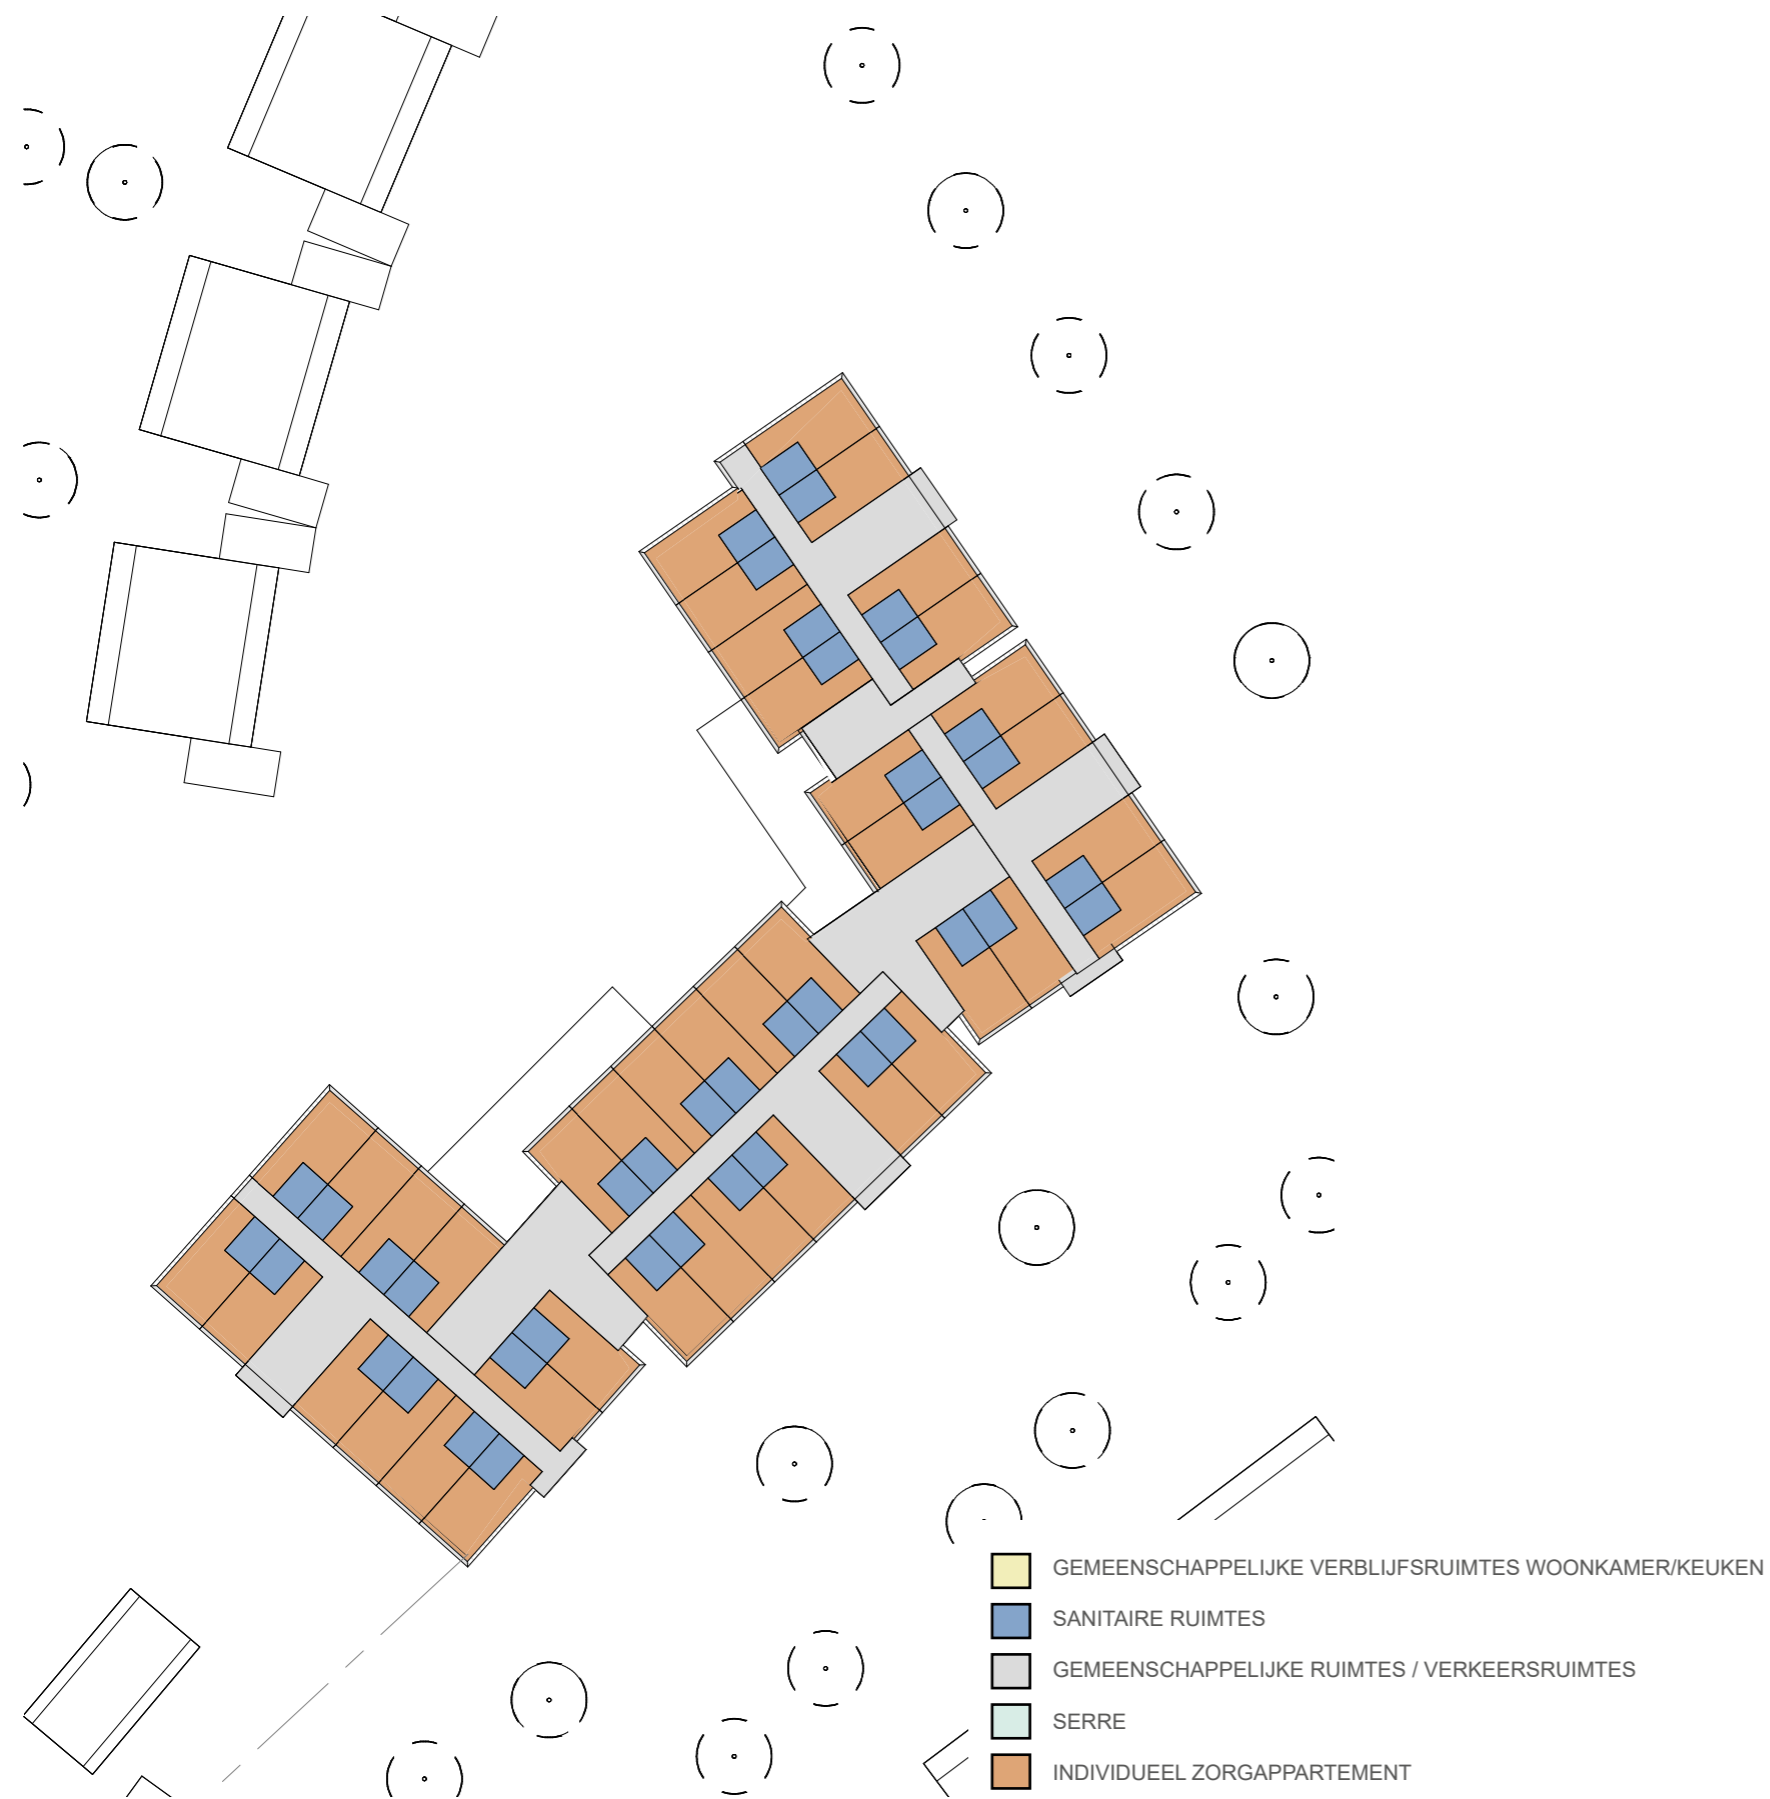 GEMEENSCHAPPELIJKE VERBLIJFSRUIMTES WOONKAMER/KEUKEN
SANITAIRE RUIMTES
GEMEENSCHAPPELIJKE RUIMTES / VERKEERSRUIMTES
SERRE
INDIVIDUEEL ZORGAPPARTEMENT